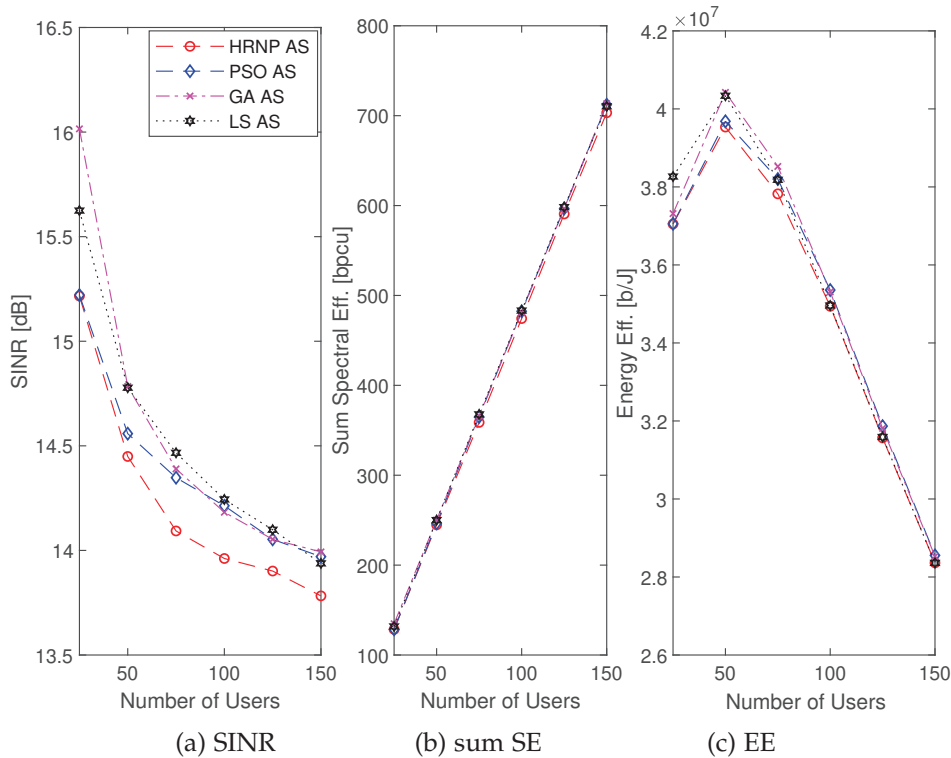 16.5
16
15.5
15
14.5
14
13.5
50
100
150
SINR [dB]
Number of Users
HRNP AS
PSO AS
GA AS
LS AS
(a) SINR
800
700
600
500
400
300
200
100
50
100
150
Sum Spectral Eff. [bpcu]
Number of Users
(b) sum SE
×10⁷
4.2
4
3.8
3.6
3.4
3.2
3
2.8
2.6
50
100
150
Energy Eff. [b/J]
Number of Users
(c) EE